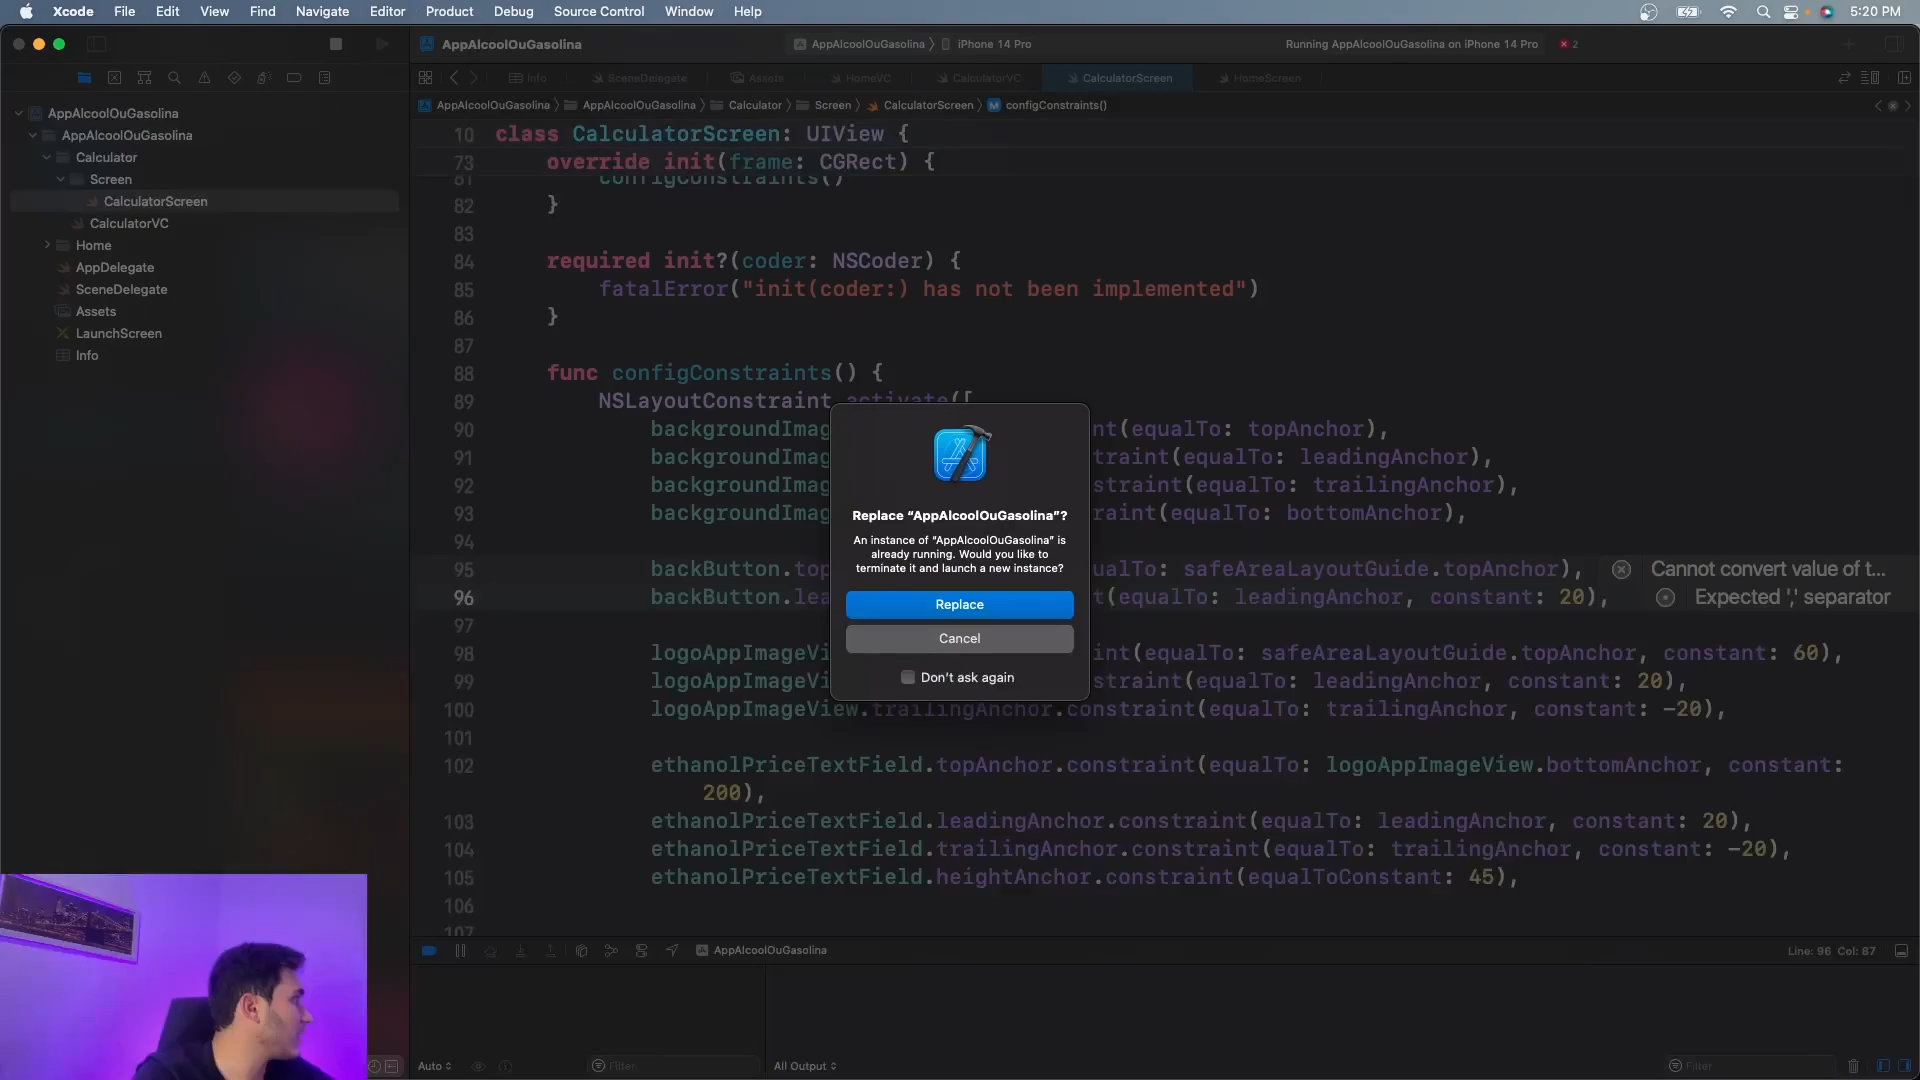 Xcode File Edit View Find Navigate Editor Product Debug Source Control Window Help 5:20 PM
AppAlcoolOuGasolina AppAlcoolOuGasolina iPhone 14 Pro Running AppAlcoolOuGasolina on iPhone 14 Pro 2
Info SceneDelegate Assets HomeVC CalculatorVC CalculatorScreen HomeScreen
AppAlcoolOuGasolina AppAlcoolOuGasolina Calculator Screen CalculatorScreen M configConstraints()
AppAlcoolOuGasolina
AppAlcoolOuGasolina
Calculator
Screen
CalculatorScreen
CalculatorVC
Home
AppDelegate
SceneDelegate
Assets
LaunchScreen
Info
10 class CalculatorScreen: UIView {
73 override init(frame: CGRect) {
81 configConstraints()
82 }
83
84 required init?(coder: NSCoder) {
85 fatalError("init(coder:) has not been implemented")
86 }
87
88 func configConstraints() {
89 NSLayoutConstraint.activate([
90 backgroundImag nt(equalTo: topAnchor),
91 backgroundImag traint(equalTo: leadingAnchor),
92 backgroundImag straint(equalTo: trailingAnchor),
93 backgroundImag raint(equalTo: bottomAnchor),
94
95 backButton.top ualTo: safeAreaLayoutGuide.topAnchor), Cannot convert value of t...
96 backButton.lea t(equalTo: leadingAnchor, constant: 20), Expected ',' separator
97
98 logoAppImageVi int(equalTo: safeAreaLayoutGuide.topAnchor, constant: 60),
99 logoAppImageVi straint(equalTo: leadingAnchor, constant: 20),
100 logoAppImageView.trailingAnchor.constraint(equalTo: trailingAnchor, constant: -20),
101
102 ethanolPriceTextField.topAnchor.constraint(equalTo: logoAppImageView.bottomAnchor, constant:
200),
103 ethanolPriceTextField.leadingAnchor.constraint(equalTo: leadingAnchor, constant: 20),
104 ethanolPriceTextField.trailingAnchor.constraint(equalTo: trailingAnchor, constant: -20),
105 ethanolPriceTextField.heightAnchor.constraint(equalToConstant: 45),
106
107
Replace “AppAlcoolOuGasolina”?
An instance of “AppAlcoolOuGasolina” is
already running. Would you like to
terminate it and launch a new instance?
Replace
Cancel
Don’t ask again
AppAlcoolOuGasolina Line: 96 Col: 87
Auto Filter All Output Filter